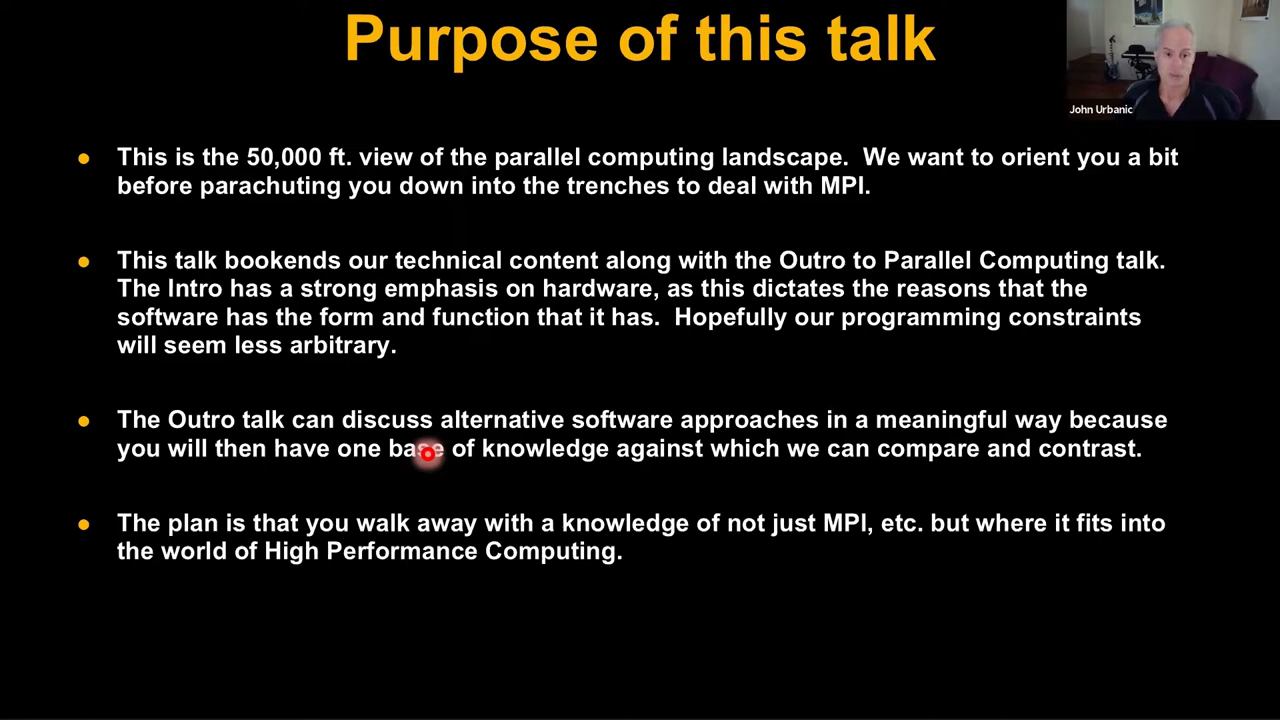 Purpose of this talk
John Urbanic
This is the 50,000 ft. view of the parallel computing landscape.  We want to orient you a bit
before parachuting you down into the trenches to deal with MPI.
This talk bookends our technical content along with the Outro to Parallel Computing talk.
The Intro has a strong emphasis on hardware, as this dictates the reasons that the
software has the form and function that it has.  Hopefully our programming constraints
will seem less arbitrary.
The Outro talk can discuss alternative software approaches in a meaningful way because
you will then have one base of knowledge against which we can compare and contrast.
The plan is that you walk away with a knowledge of not just MPI, etc. but where it fits into
the world of High Performance Computing.